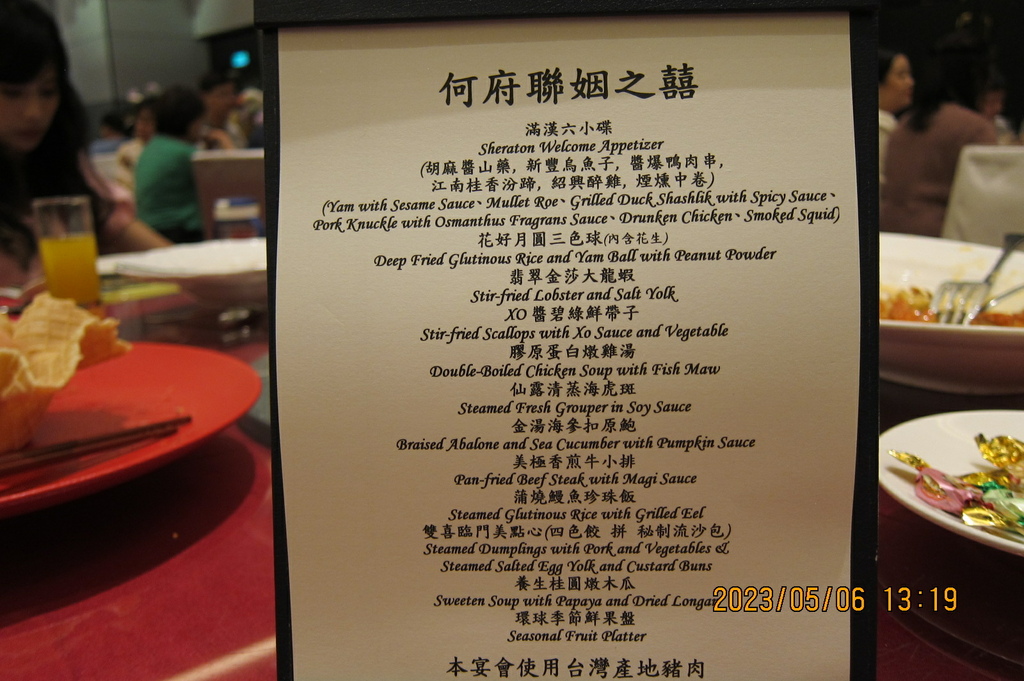 何府聯姻之囍
滿漢六小碟
Sheraton Welcome Appetizer
(胡麻醬山藥, 新豐烏魚子, 醬爆鴨肉串,
江南桂香汾蹄, 紹興醉雞, 煙燻中卷)
(Yam with Sesame Sauce、Mullet Roe、Grilled Duck Shashlik with Spicy Sauce、
Pork Knuckle with Osmanthus Fragrans Sauce、Drunken Chicken、Smoked Squid)
花好月圓三色球(內含花生)
Deep Fried Glutinous Rice and Yam Ball with Peanut Powder
翡翠金莎大龍蝦
Stir-fried Lobster and Salt Yolk
XO 醬碧綠鮮帶子
Stir-fried Scallops with Xo Sauce and Vegetable
膠原蛋白燉雞湯
Double-Boiled Chicken Soup with Fish Maw
仙露清蒸海虎斑
Steamed Fresh Grouper in Soy Sauce
金湯海參扣原鮑
Braised Abalone and Sea Cucumber with Pumpkin Sauce
美極香煎牛小排
Pan-fried Beef Steak with Magi Sauce
蒲燒鰻魚珍珠飯
Steamed Glutinous Rice with Grilled Eel
雙喜臨門美點心(四色餃 拼 秘制流沙包)
Steamed Dumplings with Pork and Vegetables &
Steamed Salted Egg Yolk and Custard Buns
養生桂圓燉木瓜
Sweeten Soup with Papaya and Dried Longan
環球季節鮮果盤
Seasonal Fruit Platter
本宴會使用台灣產地豬肉
2023/05/06 13:19